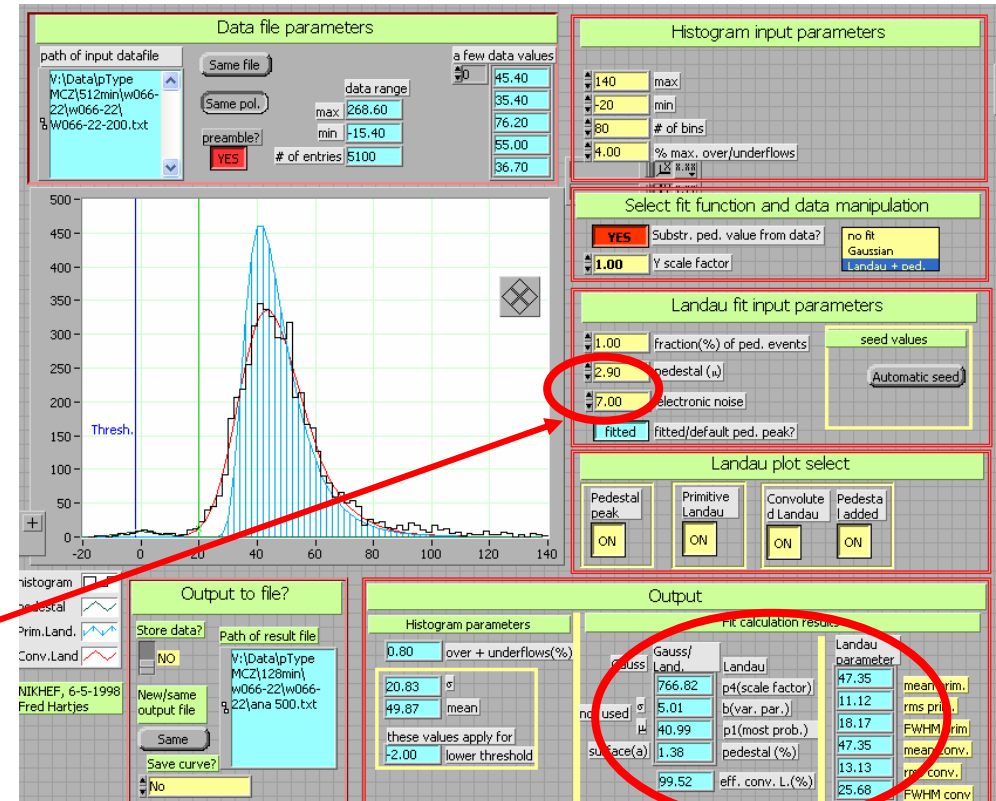 Data file parameters
path of input datafile
V:\Data\pType
MCZ\512min\w066-
22\w066-22\
W066-22-200.txt
Same file
Same pol.
preamble?
YES
data range
max 268.60
min -15.40
# of entries 5100
a few data values
0
45.40
35.40
76.20
55.00
36.70
Histogram input parameters
140 max
-20 min
80 # of bins
4.00 % max. over/underflows
Select fit function and data manipulation
YES Substr. ped. value from data?
1.00 Y scale factor
no fit
Gaussian
Landau + ped.
Landau fit input parameters
1.00 fraction(%) of ped. events
2.90 pedestal (μ)
7.00 electronic noise
fitted fitted/default ped. peak?
seed values
Automatic seed
Landau plot select
Pedestal
peak
ON
Primitive
Landau
ON
Convolute
d Landau
ON
Pedesta
l added
ON
500
450
400
350
300
250
200
150
100
50
0
Thresh.
-20 0 20 40 60 80 100 120 140
histogram
pedestal
Prim.Land.
Conv.Land
NIKHEF, 6-5-1998
Fred Hartjes
Output to file?
Store data?
NO
New/same
output file
Same
Save curve?
No
Path of result file
V:\Data\pType
MCZ\128min\
w066-22\w066-
22\ana 500.txt
Output
Histogram parameters
0.80 over + underflows(%)
20.83 σ
49.87 mean
these values apply for
-2.00 lower threshold
Fit calculation results
Gauss
Gauss/
Land.
Landau
766.82 p4(scale factor)
not used σ 5.01 b(var. par.)
μ 40.99 p1(most prob.)
surface(a) 1.38 pedestal (%)
99.52 eff. conv. L.(%)
Landau
parameter
47.35 mean prim.
11.12 rms prim.
18.17 FWHM prim
47.35 mean conv.
13.13 rms conv.
25.68 FWHM conv